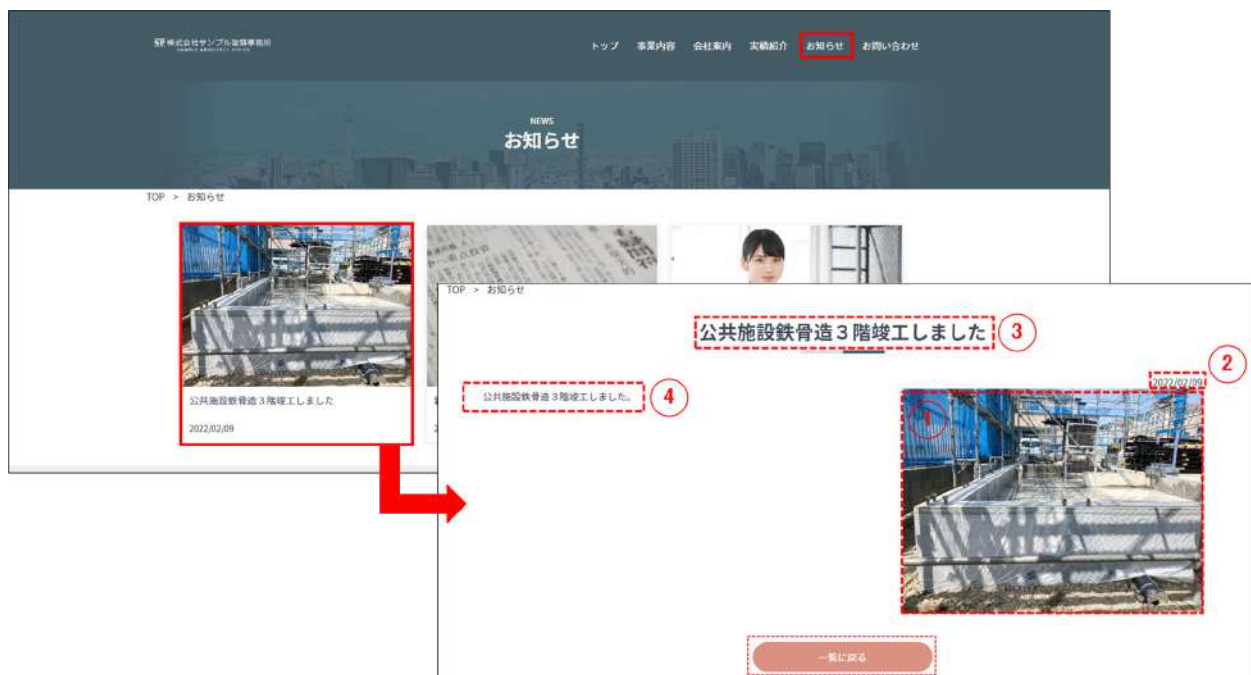 SP 株式会社サンプル建築事務所
SAMPLE ARCHITECT OFFICE
トップ 事業内容 会社案内 実績紹介 お知らせ お問い合わせ
NEWS
お知らせ
TOP > お知らせ
公共施設鉄骨造3階竣工しました
2022/02/09
TOP > お知らせ
公共施設鉄骨造3階竣工しました ③
②
2022/02/09
公共施設鉄骨造3階竣工しました。 ④
①
一覧に戻る